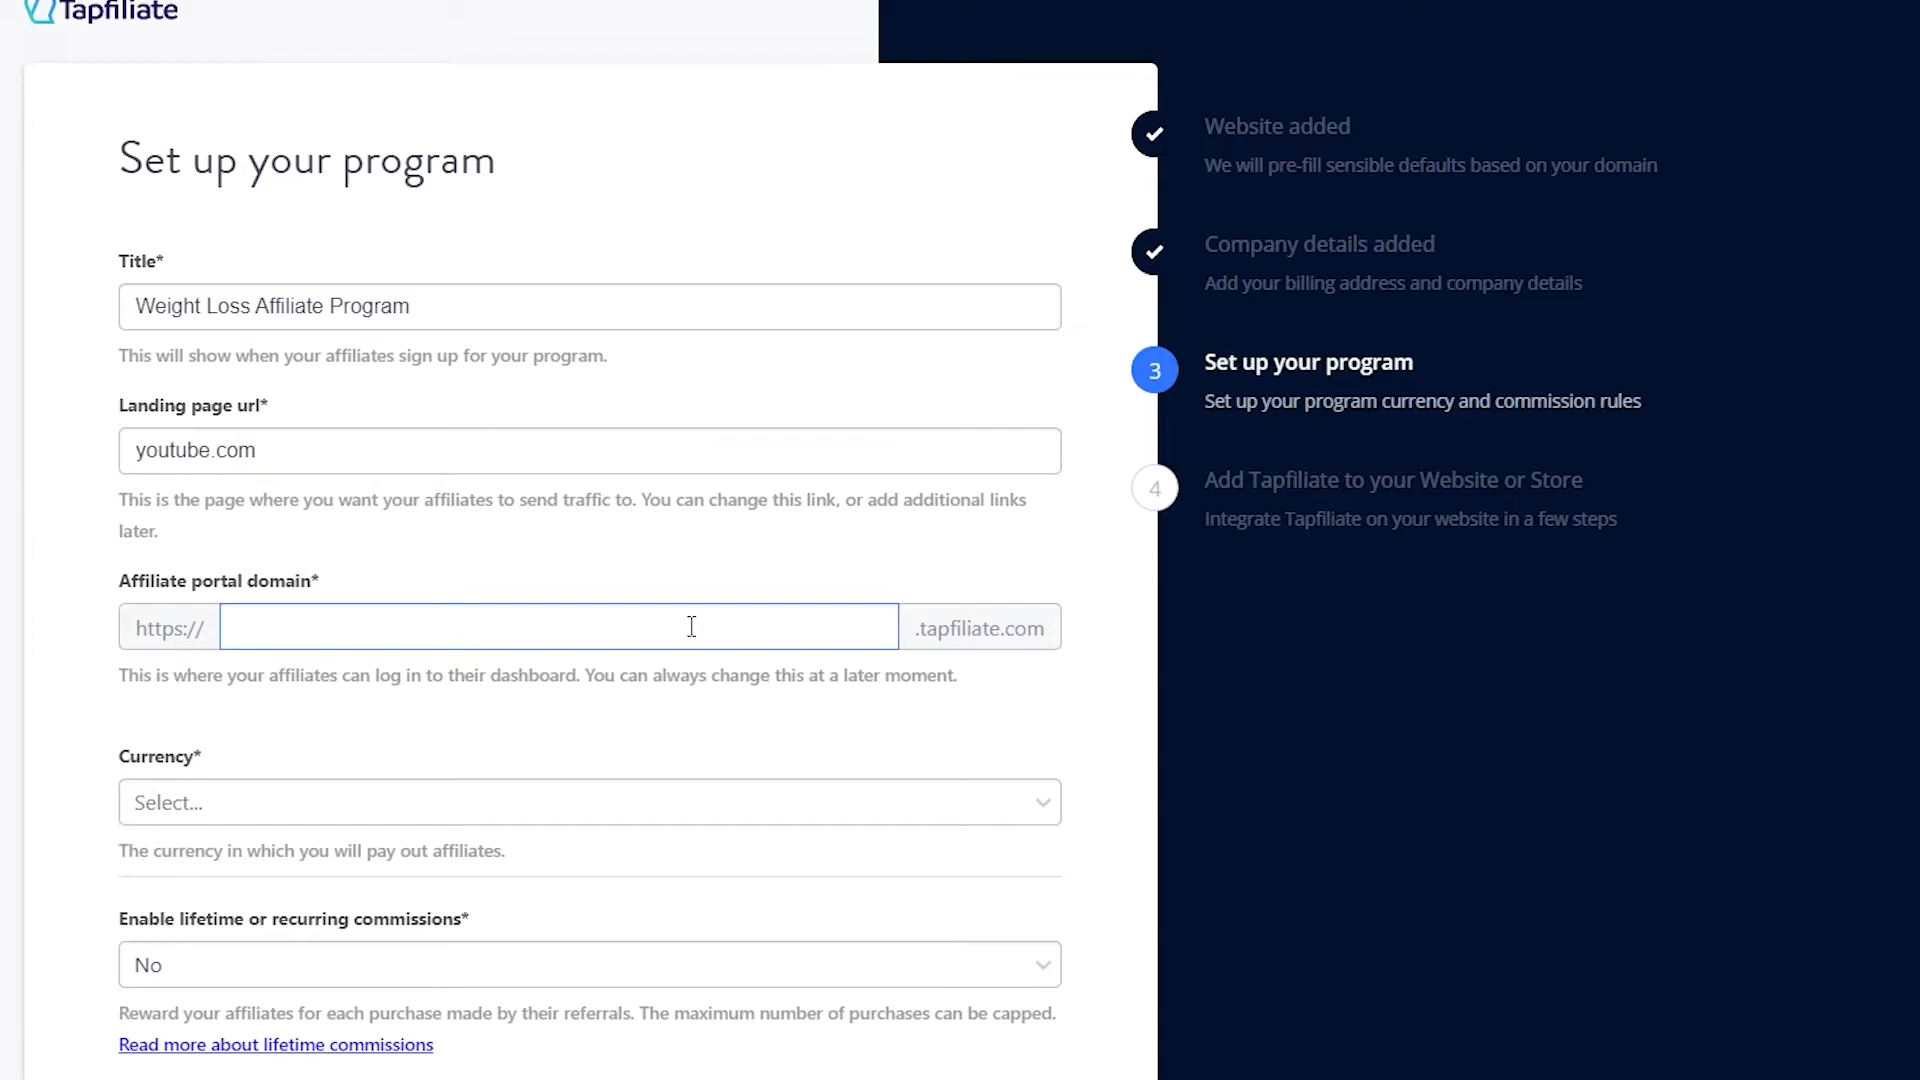 Tapfiliate
Set up your program
Title*
Weight Loss Affiliate Program
This will show when your affiliates sign up for your program.
Landing page url*
youtube.com
This is the page where you want your affiliates to send traffic to. You can change this link, or add additional links
later.
Affiliate portal domain*
https:// .tapfiliate.com
This is where your affiliates can log in to their dashboard. You can always change this at a later moment.
Currency*
Select...
The currency in which you will pay out affiliates.
Enable lifetime or recurring commissions*
No
Reward your affiliates for each purchase made by their referrals. The maximum number of purchases can be capped.
Read more about lifetime commissions
Website added
We will pre-fill sensible defaults based on your domain
Company details added
Add your billing address and company details
3 Set up your program
Set up your program currency and commission rules
4 Add Tapfiliate to your Website or Store
Integrate Tapfiliate on your website in a few steps